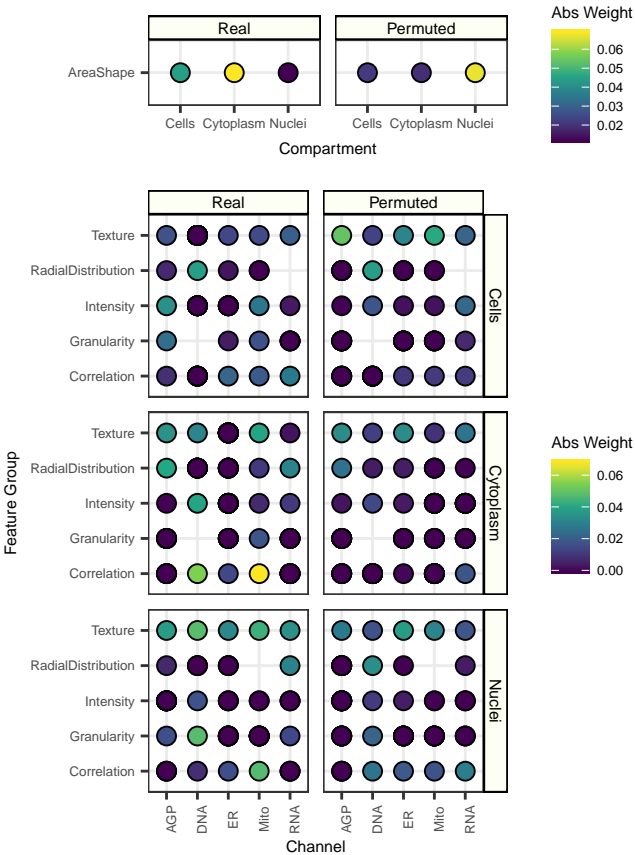 Real Permuted
AreaShape
Cells Cytoplasm Nuclei Cells Cytoplasm Nuclei
Compartment
Abs Weight
0.06
0.05
0.04
0.03
0.02
Real Permuted
Texture
RadialDistribution
Intensity
Granularity
Correlation
Cells
Texture
RadialDistribution
Intensity
Granularity
Correlation
Cytoplasm
Texture
RadialDistribution
Intensity
Granularity
Correlation
Nuclei
Feature Group
AGP DNA ER Mito RNA AGP DNA ER Mito RNA
Channel
Abs Weight
0.06
0.04
0.02
0.00